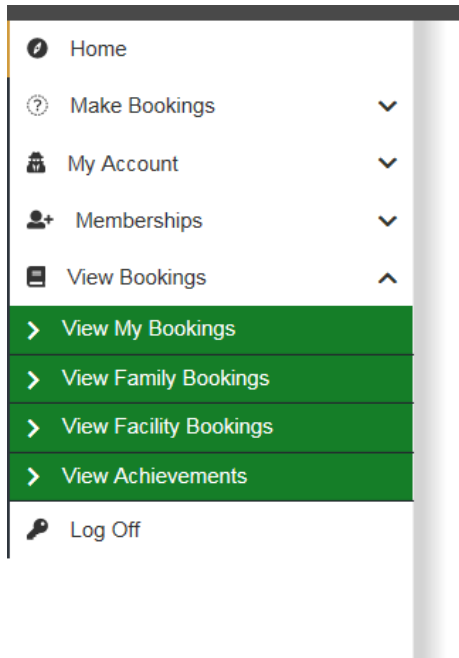 Home
Make Bookings
My Account
Memberships
View Bookings
View My Bookings
View Family Bookings
View Facility Bookings
View Achievements
Log Off